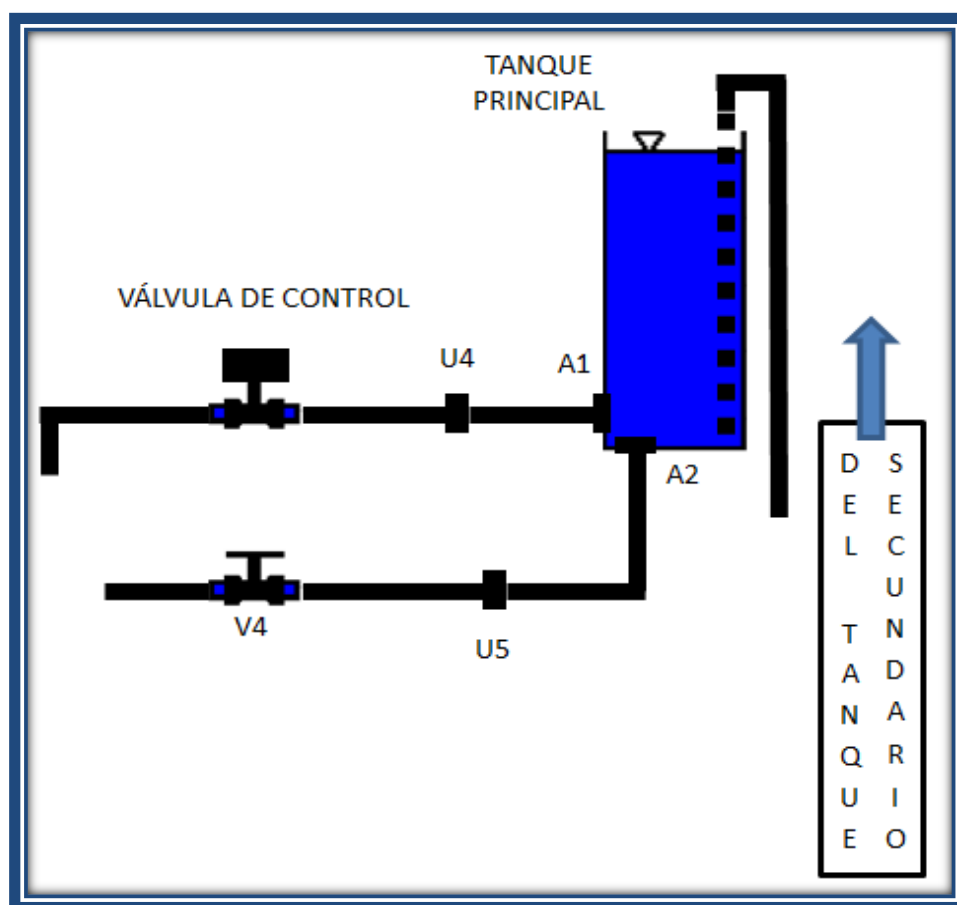 TANQUE
PRINCIPAL
VÁLVULA DE CONTROL
U4
A1
A2
V4
U5
DEL TANQUE
SECUNDARIO